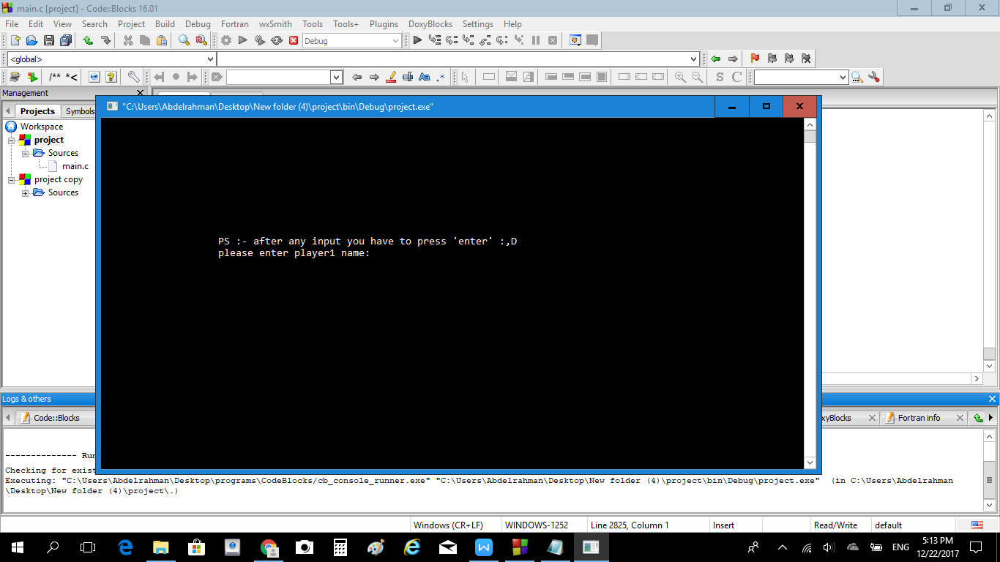 main.c [project] - Code::Blocks 16.01
File Edit View Search Project Build Debug Fortran wxSmith Tools Tools+ Plugins DoxyBlocks Settings Help
Debug
<global>
/** *<
Aa .*
S C
Management
Projects Symbols
"C:\Users\Abdelrahman\Desktop\New folder (4)\project\bin\Debug\project.exe"
Workspace
project
Sources
main.c
project copy
Sources
PS :- after any input you have to press 'enter' :,D
please enter player1 name:
Logs & others
Code::Blocks
xyBlocks
Fortran info
-------------- Run
Checking for exist
Executing: "C:\Users\Abdelrahman\Desktop\programs\CodeBlocks/cb_console_runner.exe" "C:\Users\Abdelrahman\Desktop\New folder (4)\project\bin\Debug\project.exe"  (in C:\Users\Abdelrahman
\Desktop\New folder (4)\project\.)
Windows (CR+LF) WINDOWS-1252 Line 2825, Column 1 Insert Read/Write default
ENG
5:13 PM
12/22/2017